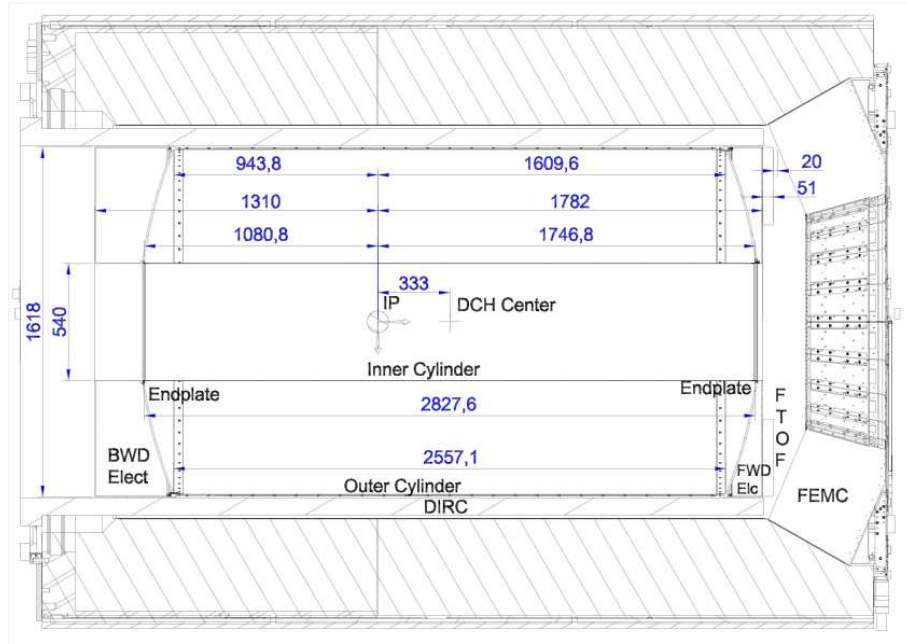 943,8
1609,6
20
51
1310
1782
1080,8
1746,8
333
IP
DCH Center
1618
540
Inner Cylinder
Endplate
Endplate
2827,6
F
T
O
F
BWD
Elect
2557,1
FWD
Elc
Outer Cylinder
DIRC
FEMC